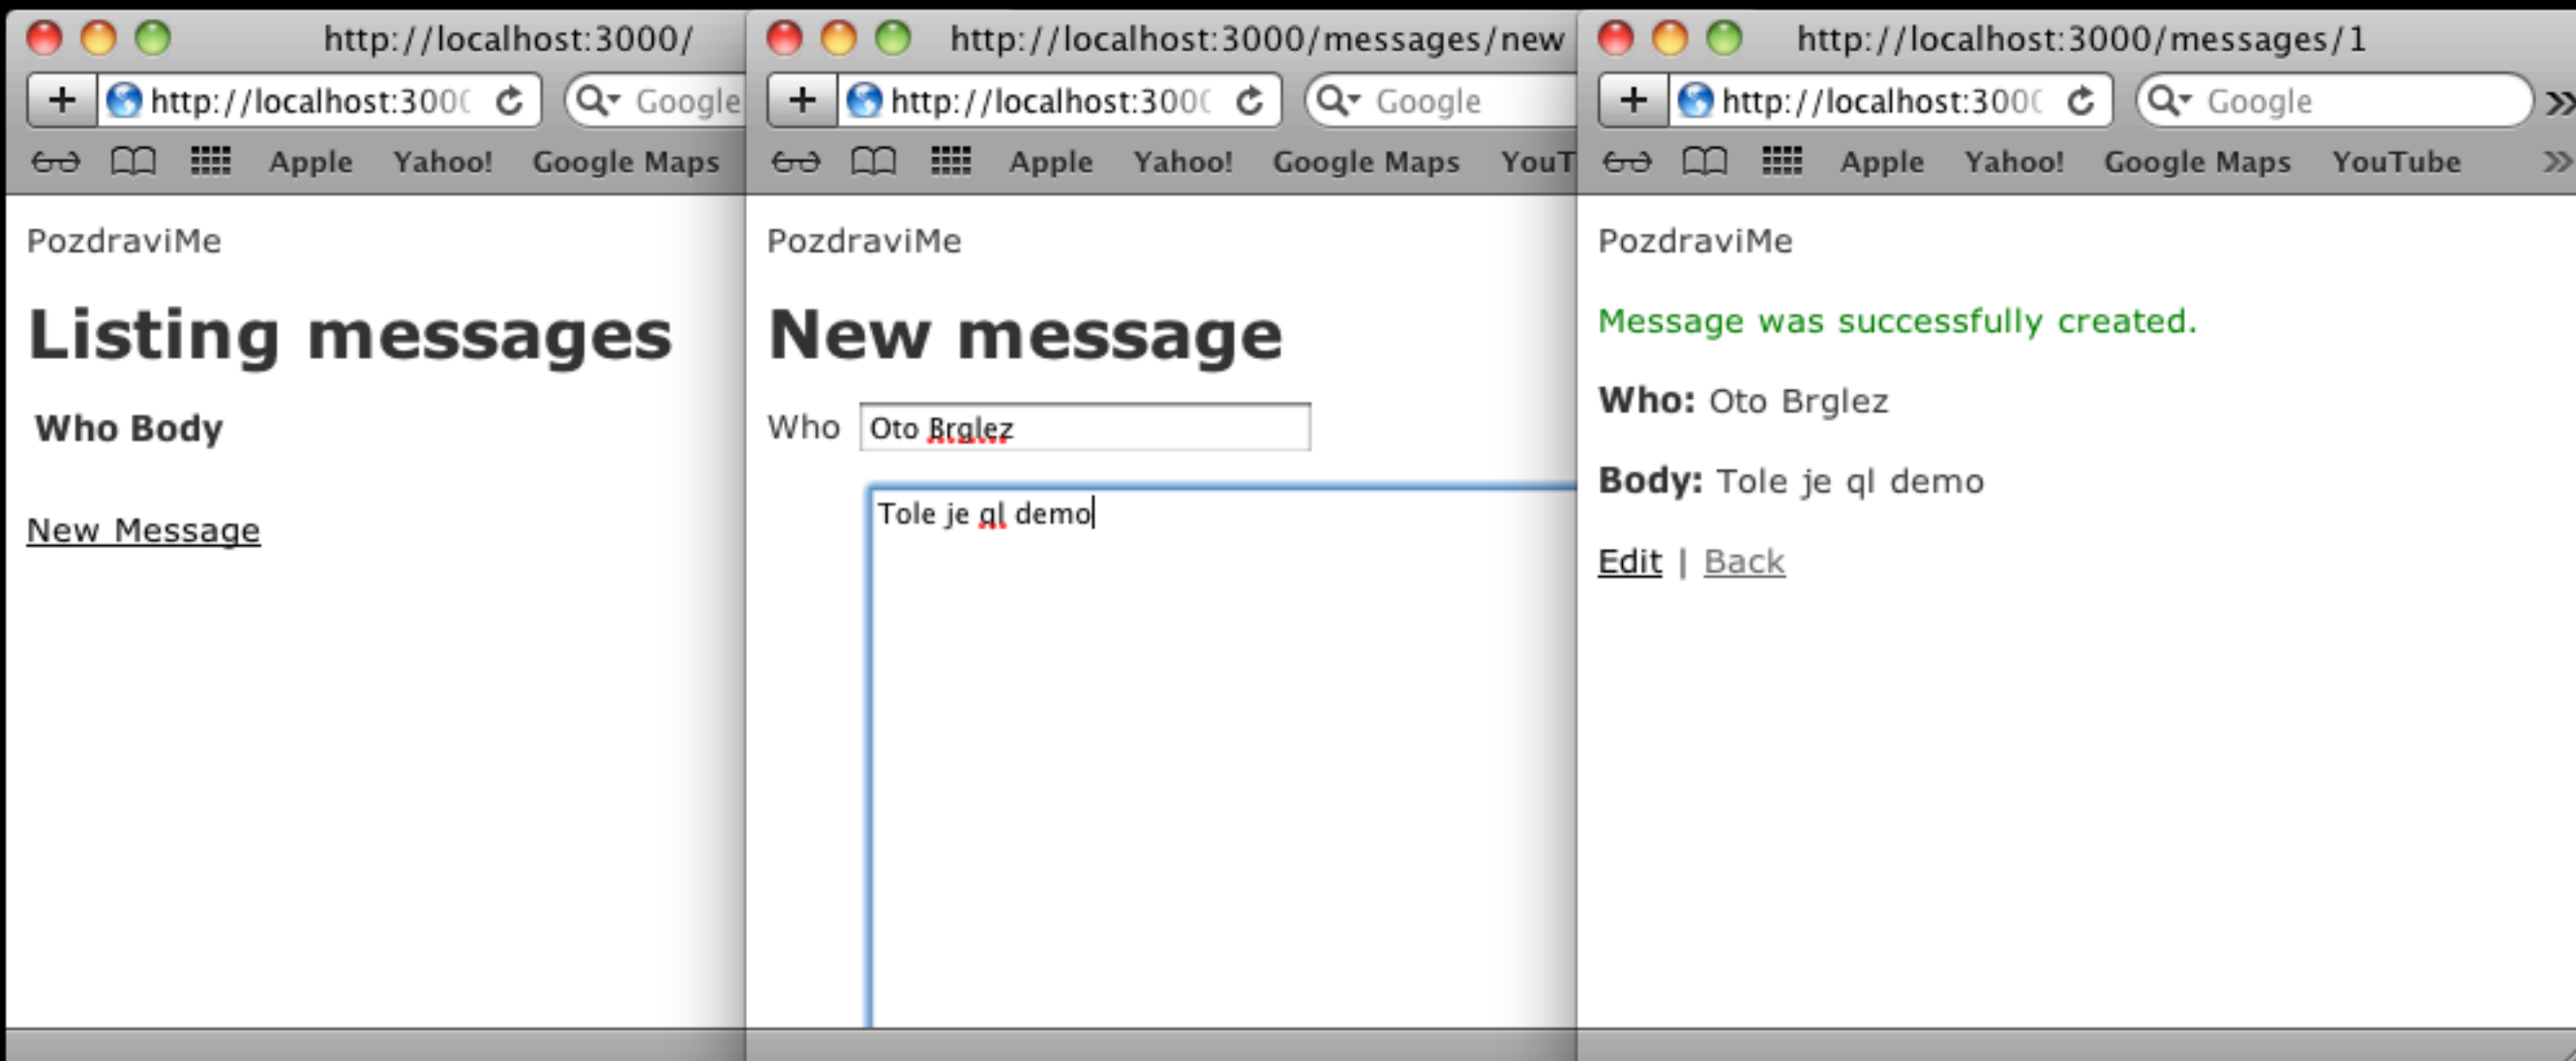 http://localhost:3000/
http://localhost:300
Google
Apple Yahoo! Google Maps
PozdraviMe
Listing messages
Who Body
New Message
http://localhost:3000/messages/new
http://localhost:300
Google
Apple Yahoo! Google Maps YouT
PozdraviMe
New message
Who Oto Brglez
Tole je ql demo
http://localhost:3000/messages/1
http://localhost:300
Google
Apple Yahoo! Google Maps YouTube
PozdraviMe
Message was successfully created.
Who: Oto Brglez
Body: Tole je ql demo
Edit | Back